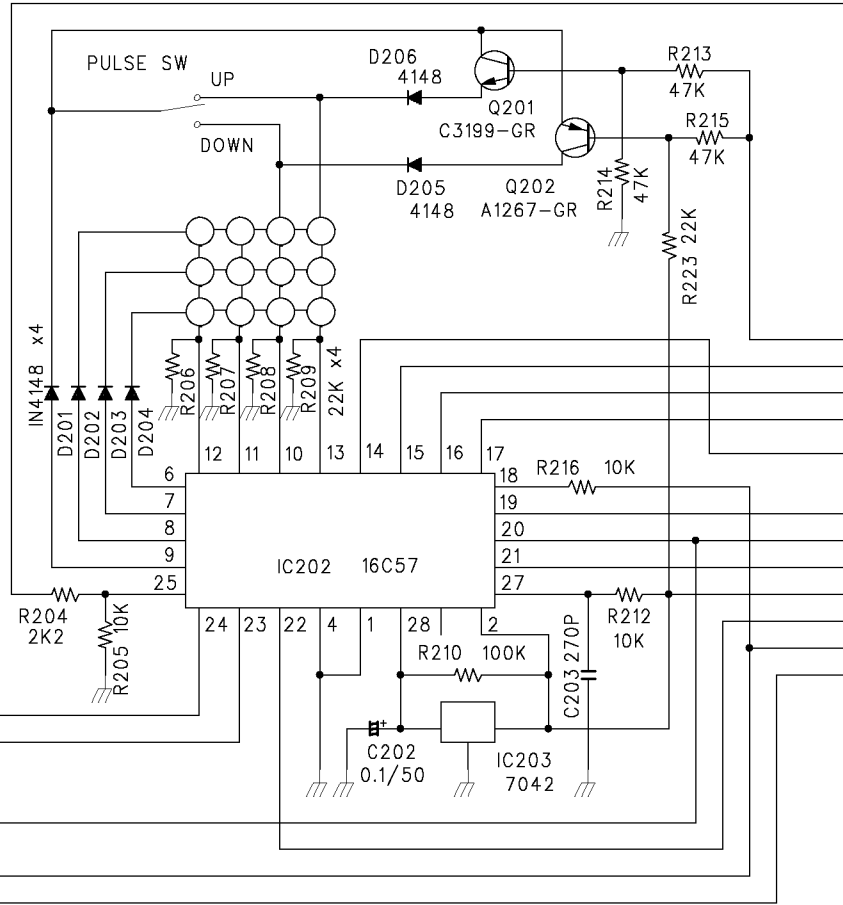 PULSE SW
UP
DOWN
D206
4148
Q201
C3199-GR
R213
47K
R215
47K
D205
4148
Q202
A1267-GR
R214
47K
R223 22K
IN4148 x4
D201
D202
D203
D204
R206
R207
R208
R209
22K x4
12
11
10
13
14
15
16
17
6
7
8
9
25
18
19
20
21
27
R216 10K
IC202 16C57
R204
2K2
R205 10K
24
23
22
4
1
28
2
R210 100K
R212
10K
C203 270P
+
C202
0.1/50
IC203
7042